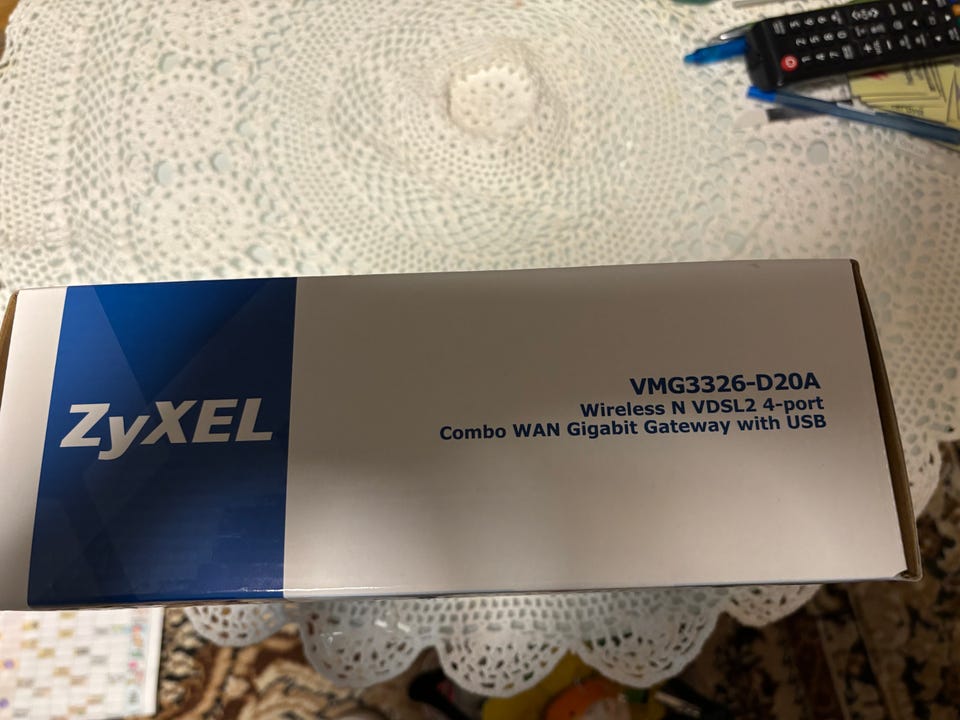 ZyXEL
VMG3326-D20A
Wireless N VDSL2 4-port
Combo WAN Gigabit Gateway with USB